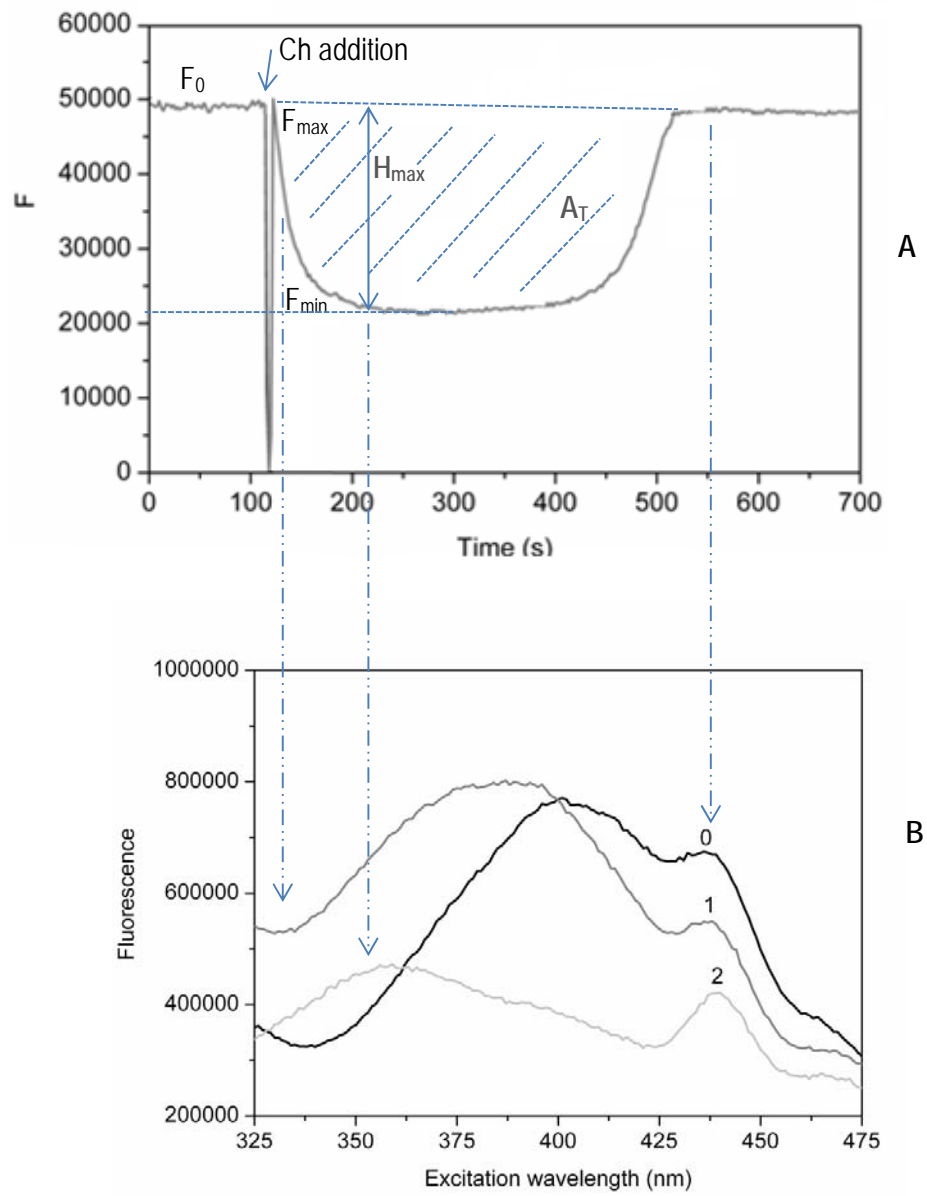 60000
50000
40000
30000
20000
10000
0
F
F0
Ch addition
Fmax
Hmax
AT
Fmin
A
0 100 200 300 400 500 600 700
Time (s)
1000000
800000
600000
400000
200000
Fluorescence
0
1
2
B
325 350 375 400 425 450 475
Excitation wavelength (nm)